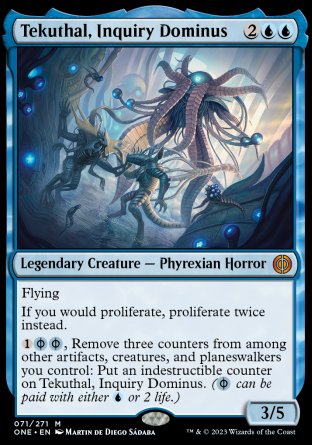 Tekuthal, Inquiry Dominus 2
Legendary Creature — Phyrexian Horror
Flying
If you would proliferate, proliferate twice
instead.
1, Remove three counters from among
other artifacts, creatures, and planeswalkers
you control: Put an indestructible counter
on Tekuthal, Inquiry Dominus. ( can be
paid with either or 2 life.)
3/5
071/271 M
ONE • EN MARTIN DE DIEGO SÁDABA
™ & © 2023 Wizards of the Coast